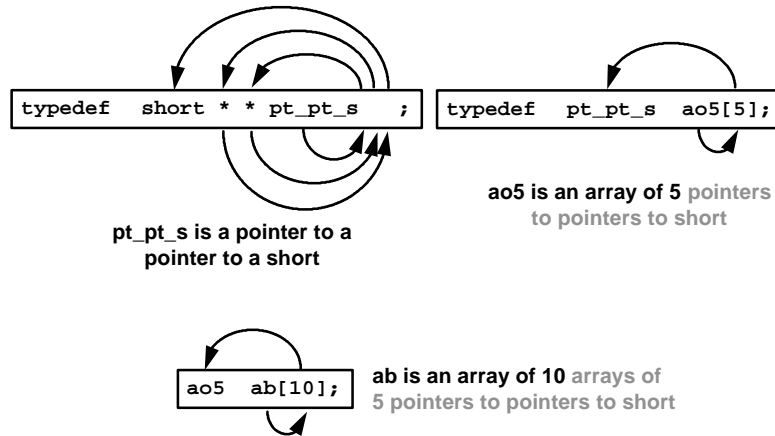 typedef short * * pt_pt_s ;
typedef pt_pt_s ao5[5];
pt_pt_s is a pointer to a
pointer to a short
ao5 is an array of 5 pointers
to pointers to short
ao5 ab[10];
ab is an array of 10 arrays of
5 pointers to pointers to short